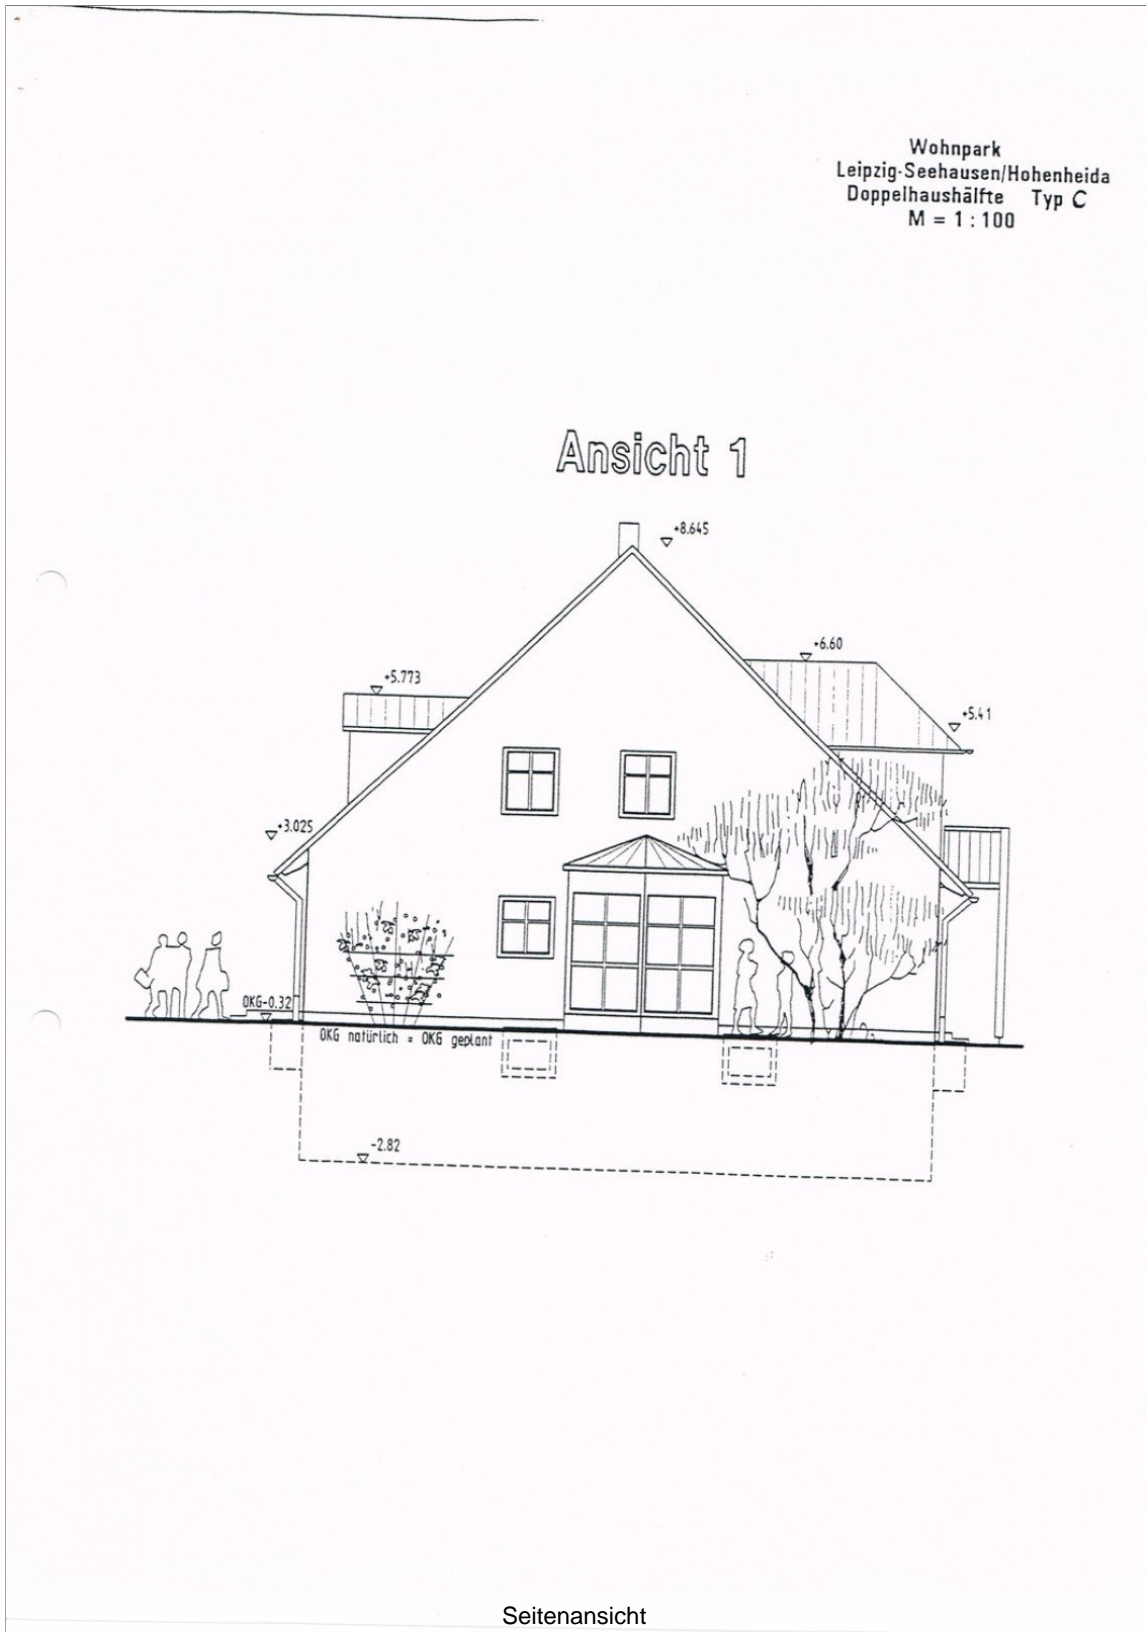 Wohnpark
Leipzig-Seehausen/Hohenheida
Doppelhaushälfte Typ C
M = 1 : 100
Ansicht 1
+8.645
+6.60
+5.773
+5.41
+3.025
OKG-0.32
OKG natürlich = OKG geplant
-2.82
Seitenansicht